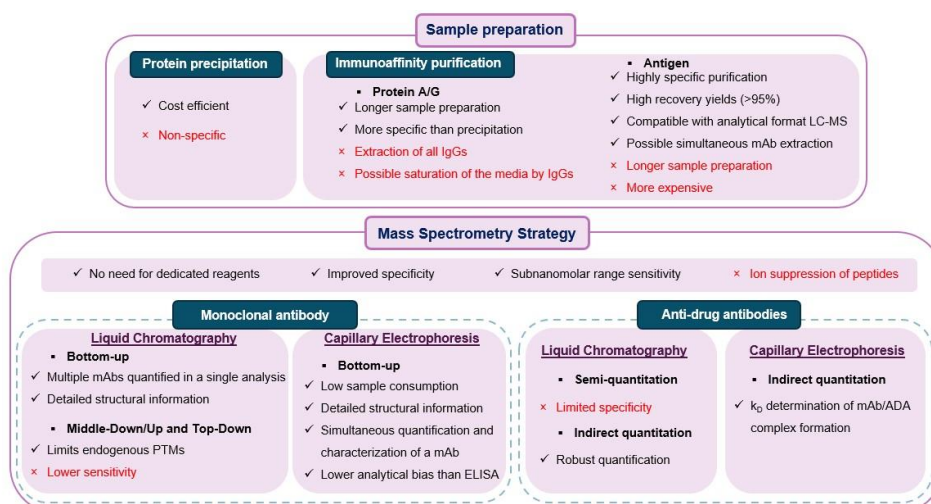 Sample preparation
Protein precipitation
✓ Cost efficient
× Non-specific
Immunoaffinity purification
▪ Protein A/G
✓ Longer sample preparation
✓ More specific than precipitation
× Extraction of all IgGs
× Possible saturation of the media by IgGs
▪ Antigen
✓ Highly specific purification
✓ High recovery yields (>95%)
✓ Compatible with analytical format LC-MS
✓ Possible simultaneous mAb extraction
× Longer sample preparation
× More expensive
Mass Spectrometry Strategy
✓ No need for dedicated reagents
✓ Improved specificity
✓ Subnanomolar range sensitivity
× Ion suppression of peptides
Monoclonal antibody
Liquid Chromatography
▪ Bottom-up
✓ Multiple mAbs quantified in a single analysis
✓ Detailed structural information
▪ Middle-Down/Up and Top-Down
✓ Limits endogenous PTMs
× Lower sensitivity
Capillary Electrophoresis
▪ Bottom-up
✓ Low sample consumption
✓ Detailed structural information
✓ Simultaneous quantification and
characterization of a mAb
✓ Lower analytical bias than ELISA
Anti-drug antibodies
Liquid Chromatography
▪ Semi-quantitation
× Limited specificity
▪ Indirect quantitation
✓ Robust quantification
Capillary Electrophoresis
▪ Indirect quantitation
✓ k_D determination of mAb/ADA
complex formation